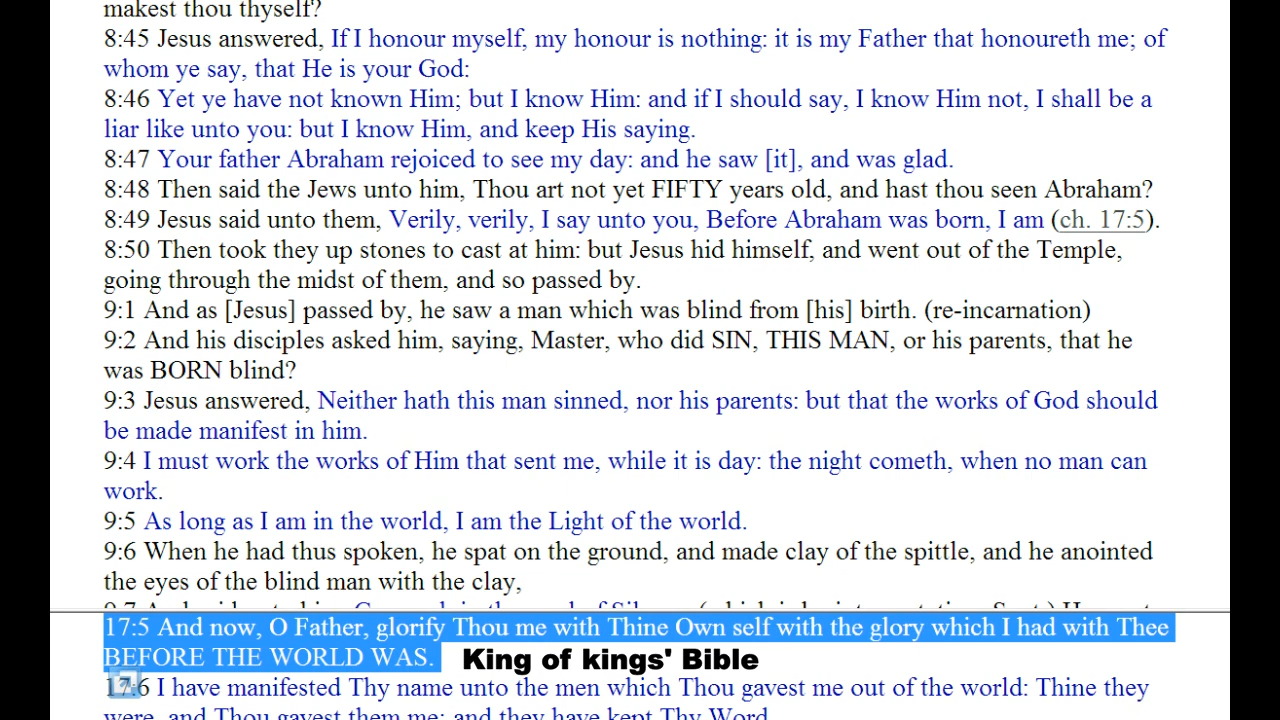 makest thou thyself?
8:45 Jesus answered, If I honour myself, my honour is nothing: it is my Father that honoureth me; of
whom ye say, that He is your God:
8:46 Yet ye have not known Him; but I know Him: and if I should say, I know Him not, I shall be a
liar like unto you: but I know Him, and keep His saying.
8:47 Your father Abraham rejoiced to see my day: and he saw [it], and was glad.
8:48 Then said the Jews unto him, Thou art not yet FIFTY years old, and hast thou seen Abraham?
8:49 Jesus said unto them, Verily, verily, I say unto you, Before Abraham was born, I am (ch. 17:5).
8:50 Then took they up stones to cast at him: but Jesus hid himself, and went out of the Temple,
going through the midst of them, and so passed by.
9:1 And as [Jesus] passed by, he saw a man which was blind from [his] birth. (re-incarnation)
9:2 And his disciples asked him, saying, Master, who did SIN, THIS MAN, or his parents, that he
was BORN blind?
9:3 Jesus answered, Neither hath this man sinned, nor his parents: but that the works of God should
be made manifest in him.
9:4 I must work the works of Him that sent me, while it is day: the night cometh, when no man can
work.
9:5 As long as I am in the world, I am the Light of the world.
9:6 When he had thus spoken, he spat on the ground, and made clay of the spittle, and he anointed
the eyes of the blind man with the clay,
17:5 And now, O Father, glorify Thou me with Thine Own self with the glory which I had with Thee
BEFORE THE WORLD WAS. King of kings' Bible
17:6 I have manifested Thy name unto the men which Thou gavest me out of the world: Thine they
were, and Thou gavest them me; and they have kept Thy Word.